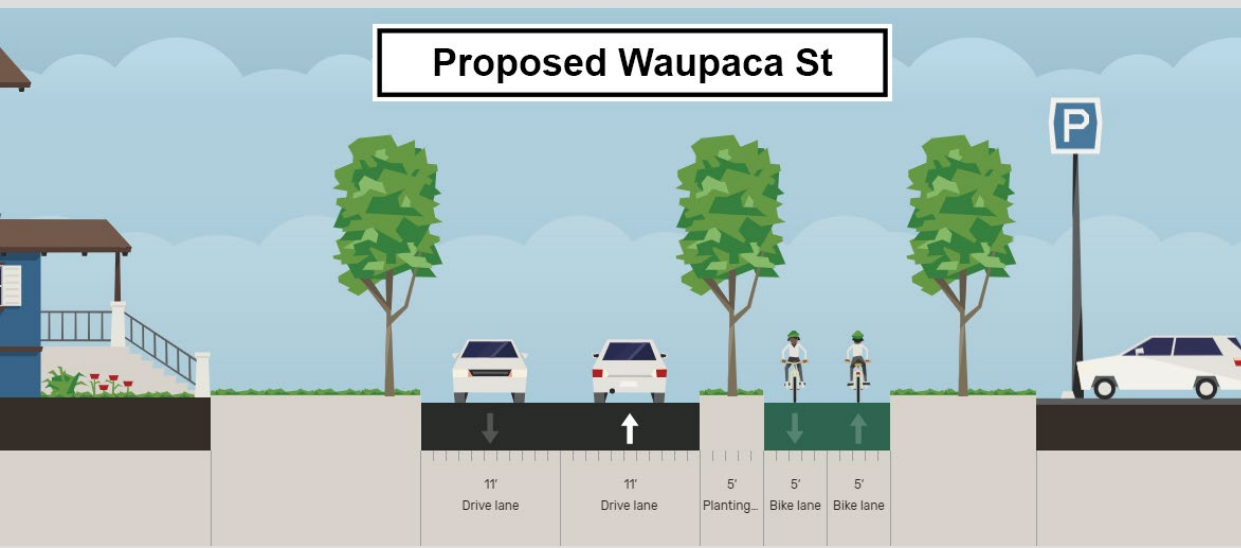 Proposed Waupaca St
P
11' 11' 5' 5' 5'
Drive lane Drive lane Planting... Bike lane Bike lane